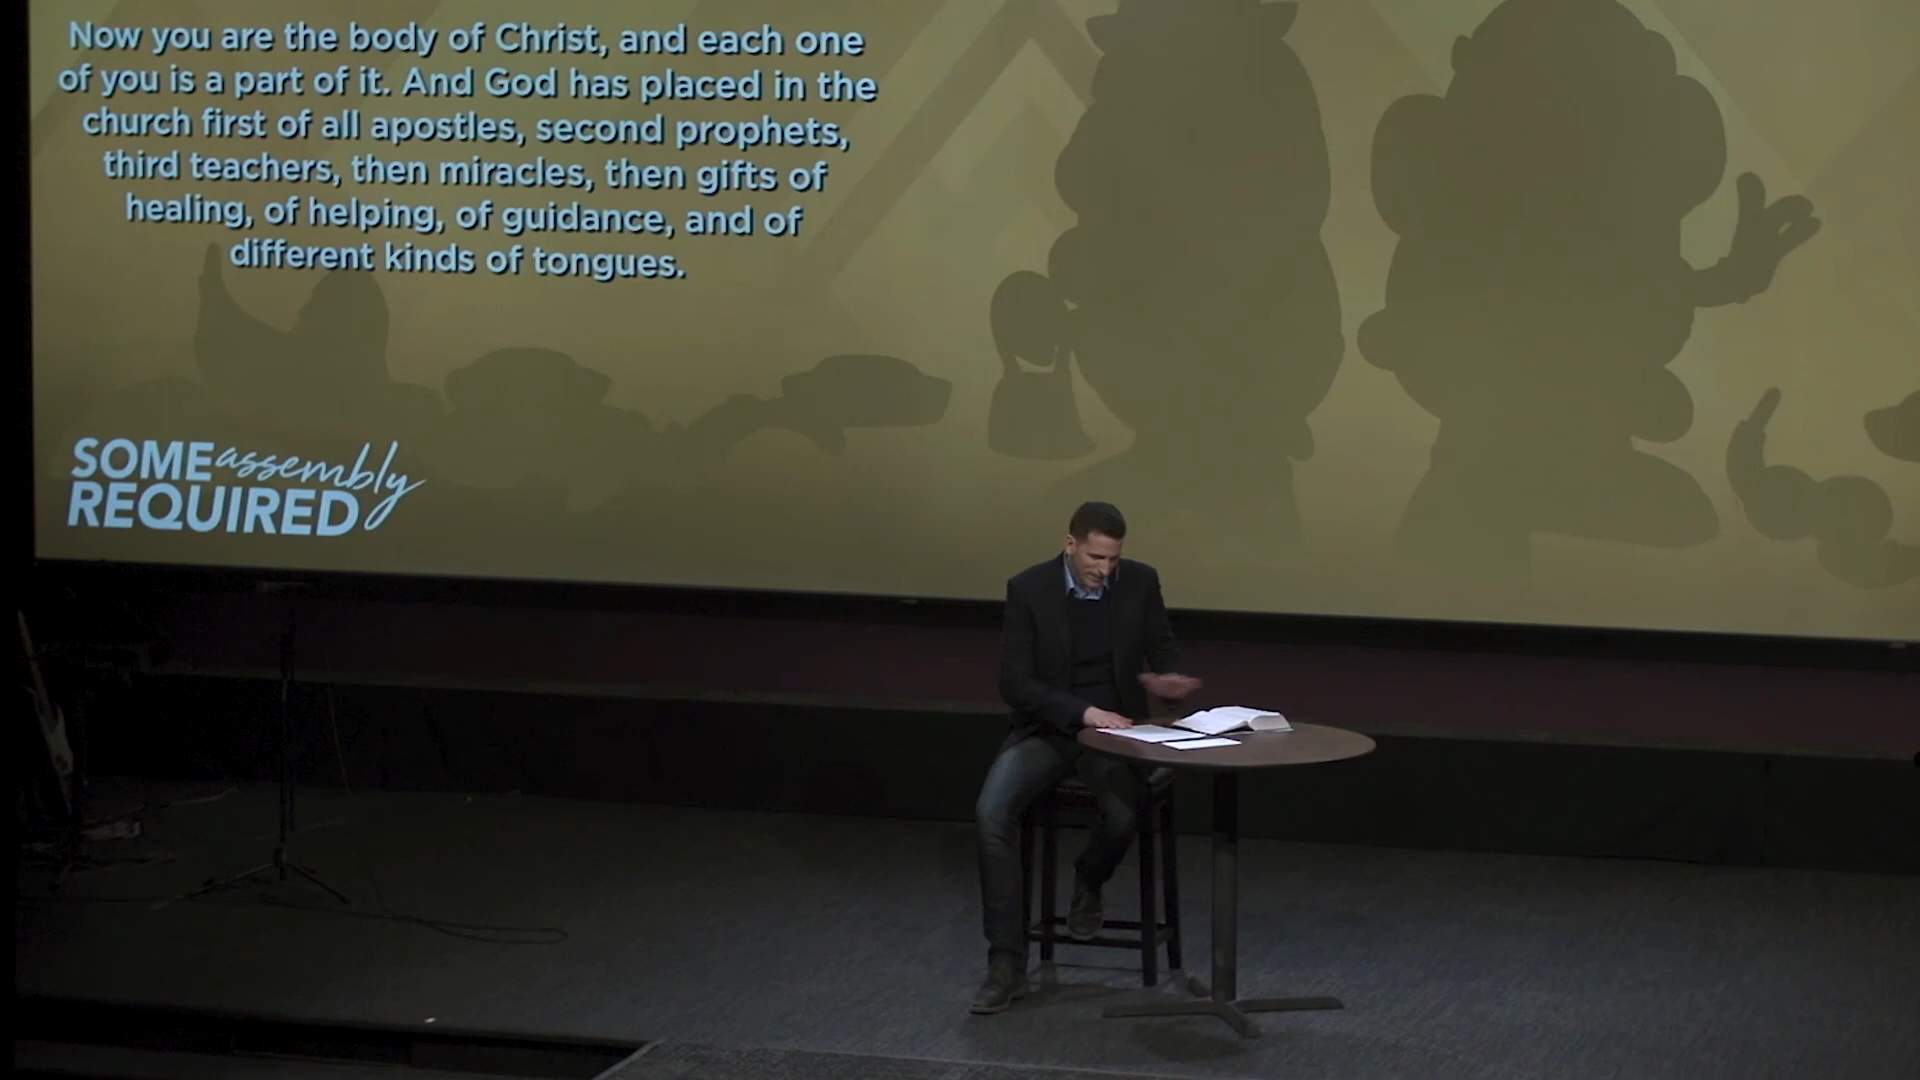 Now you are the body of Christ, and each one
of you is a part of it. And God has placed in the
church first of all apostles, second prophets,
third teachers, then miracles, then gifts of
healing, of helping, of guidance, and of
different kinds of tongues.
SOME assembly
REQUIRED